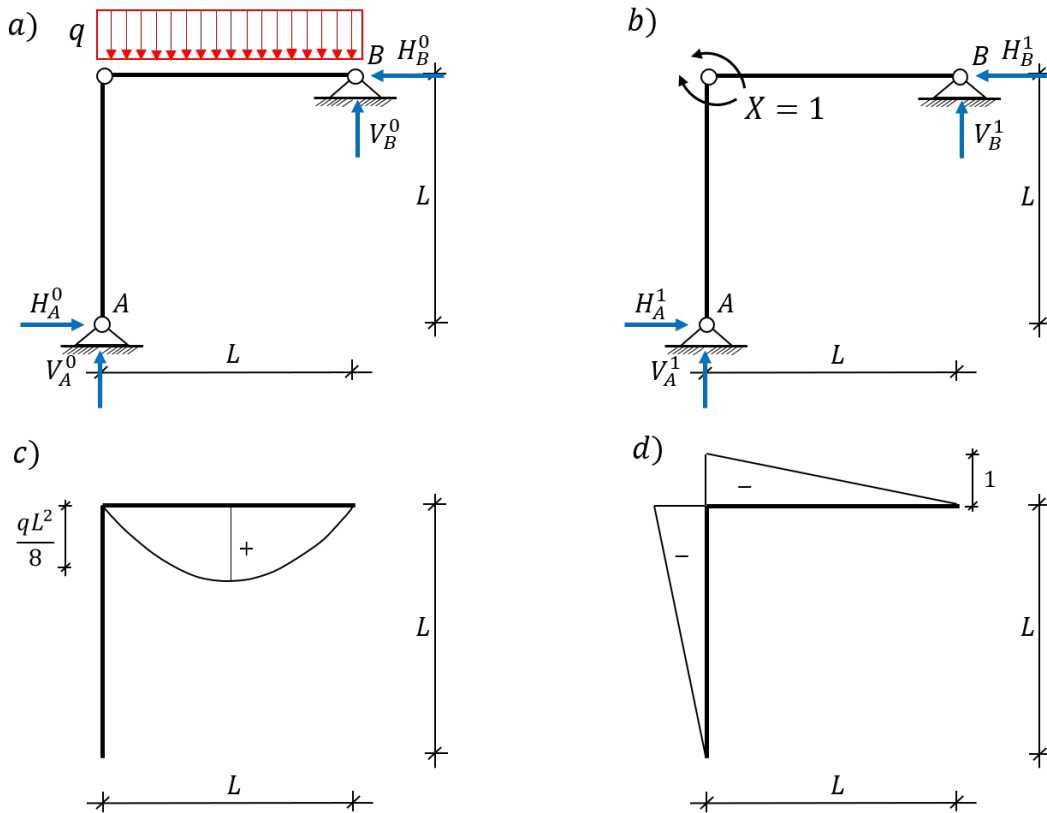 a)
q
B
H_B^0
V_B^0
L
H_A^0
A
V_A^0
L
b)
B
H_B^1
X = 1
V_B^1
L
H_A^1
A
V_A^1
L
c)
qL^2
8
+
L
L
d)
1
−
−
L
L